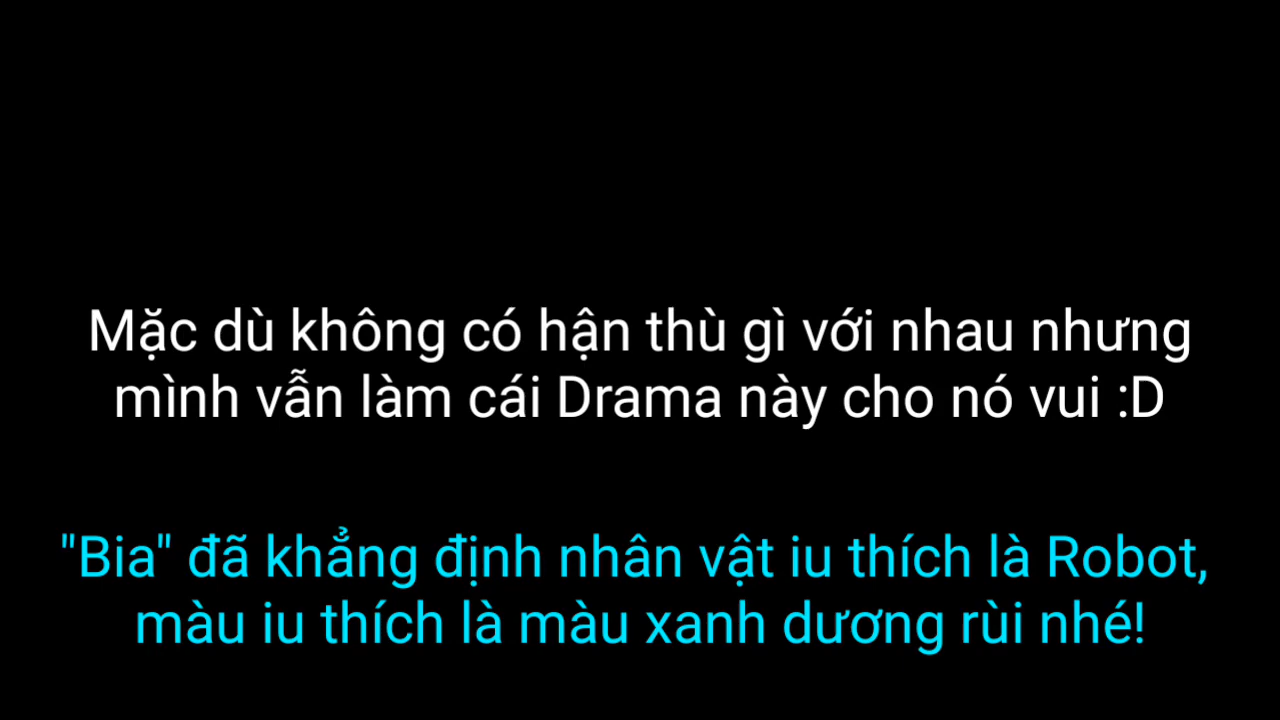 Mặc dù không có hận thù gì với nhau nhưng
mình vẫn làm cái Drama này cho nó vui :D
"Bia" đã khẳng định nhân vật iu thích là Robot,
màu iu thích là màu xanh dương rùi nhé!